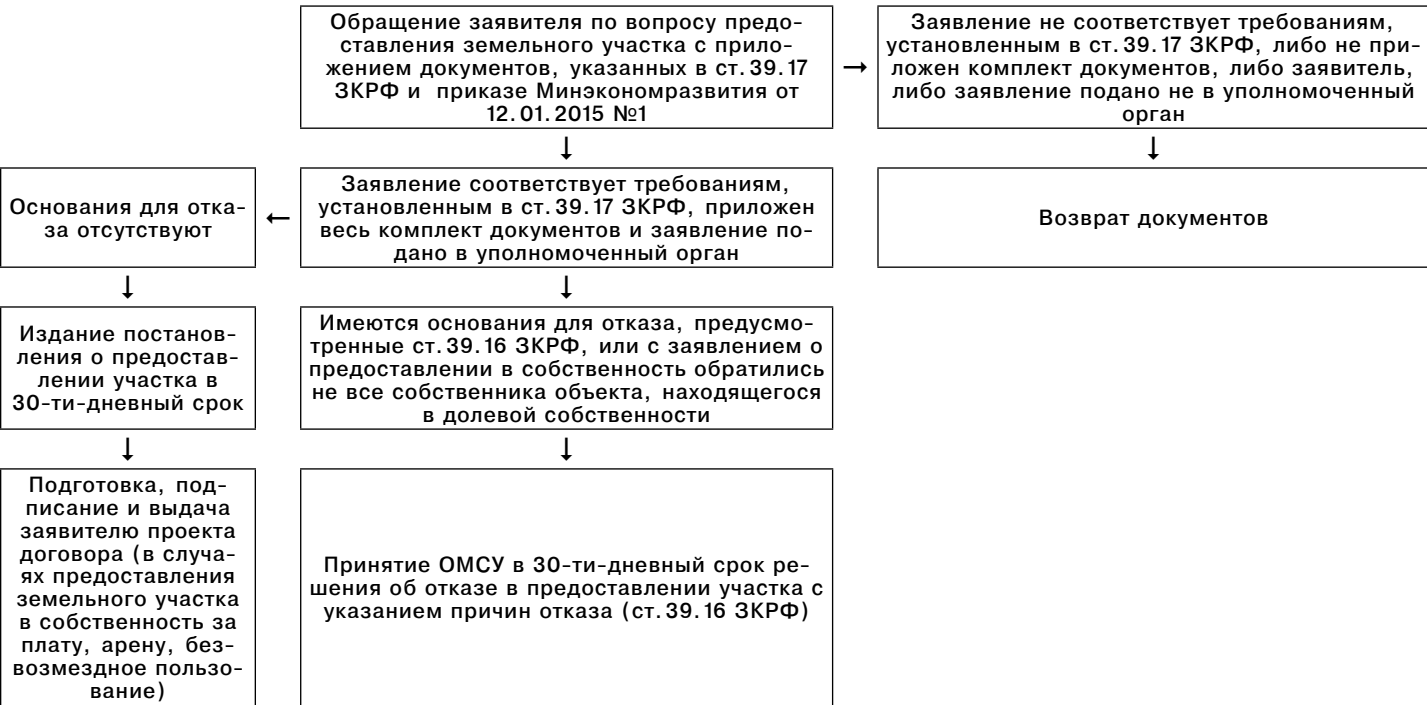 Обращение заявителя по вопросу предо-
ставления земельного участка с прило-
жением документов, указанных в ст.39.17
ЗКРФ и приказе Минэкономразвития от
12.01.2015 №1
→
Заявление не соответствует требованиям,
установленным в ст.39.17 ЗКРФ, либо не при-
ложен комплект документов, либо заявитель,
либо заявление подано не в уполномоченный
орган
↓
↓
Основания для отка-
за отсутствуют
←
Заявление соответствует требованиям,
установленным в ст.39.17 ЗКРФ, приложен
весь комплект документов и заявление по-
дано в уполномоченный орган
Возврат документов
↓
↓
Издание постанов-
ления о предостав-
лении участка в
30-ти-дневный срок
Имеются основания для отказа, предусмо-
тренные ст.39.16 ЗКРФ, или с заявлением о
предоставлении в собственность обратились
не все собственника объекта, находящегося
в долевой собственности
↓
↓
Подготовка, под-
писание и выдача
заявителю проекта
договора (в случа-
ях предоставления
земельного участка
в собственность за
плату, арену, без-
возмездное пользо-
вание)
Принятие ОМСУ в 30-ти-дневный срок ре-
шения об отказе в предоставлении участка с
указанием причин отказа (ст.39.16 ЗКРФ)